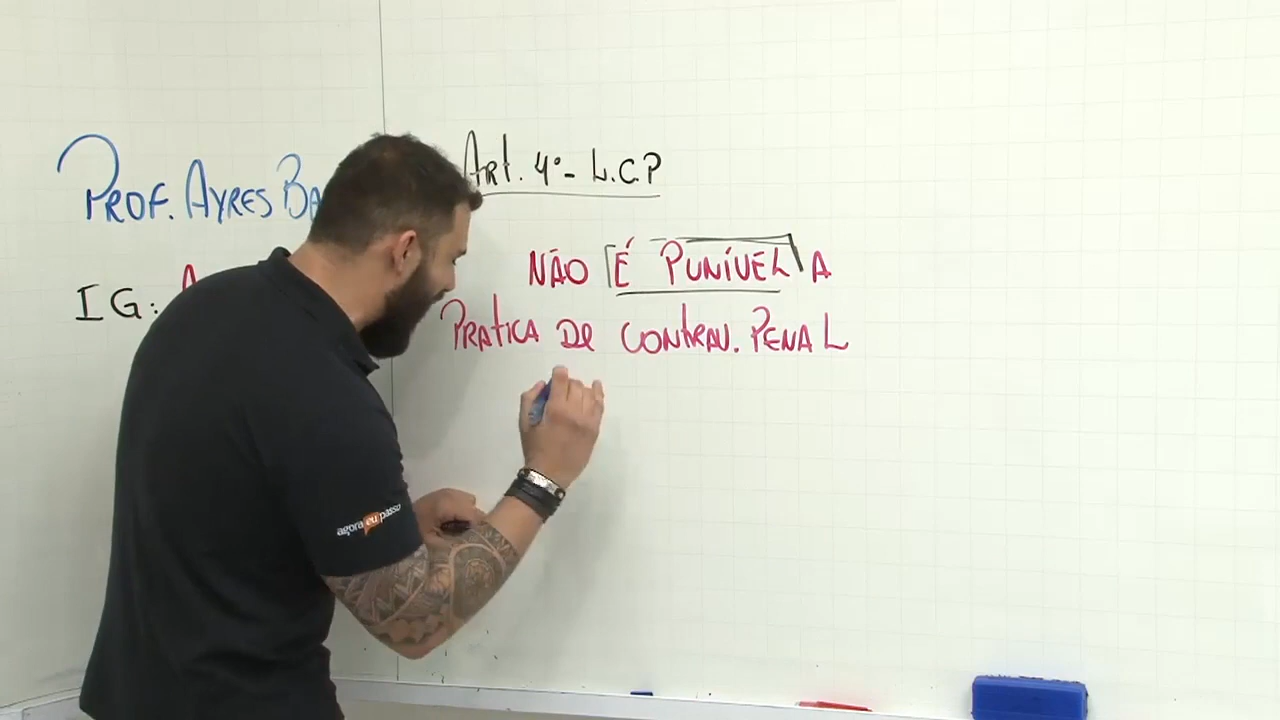 PROF. AYRES BA
IG: A
Art. 4º- L.C.P
NÃO É PUNÍVEL A
PRATICA DE CONTRAV. PENAL
agora eu passo